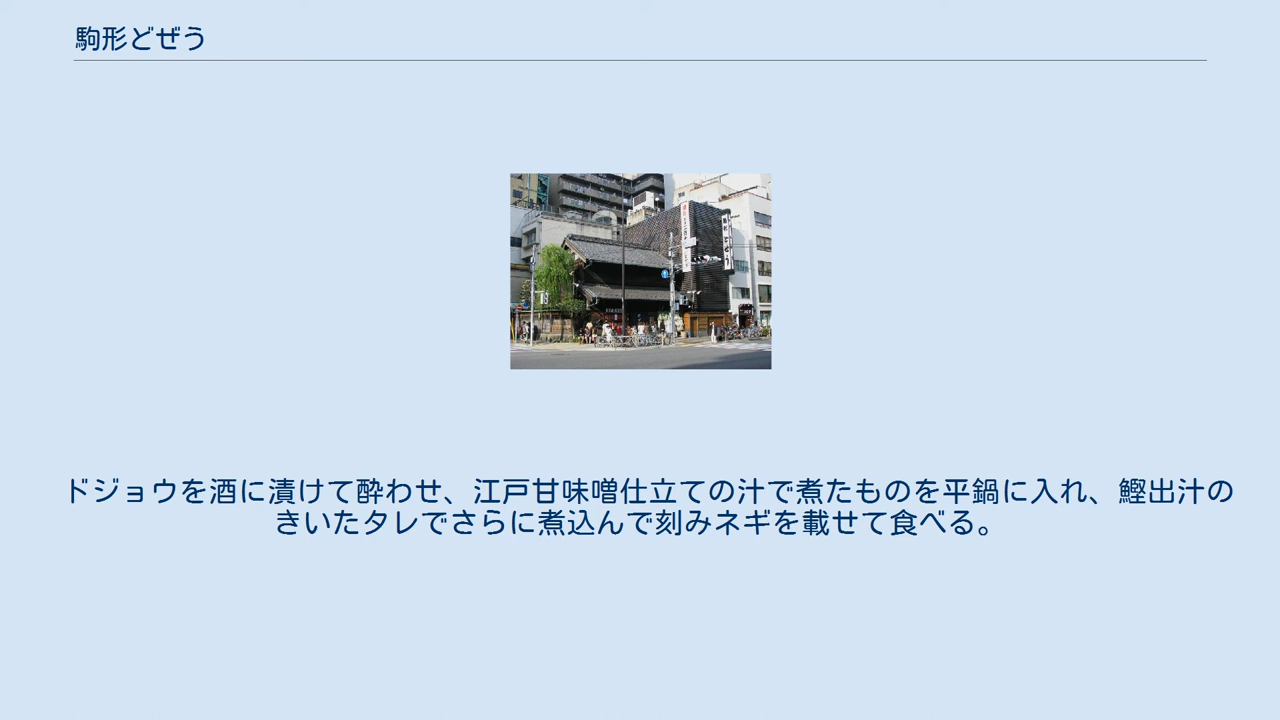 駒形どぜう
ドジョウを酒に漬けて酔わせ、江戸甘味噌仕立ての汁で煮たものを平鍋に入れ、鰹出汁の
きいたタレでさらに煮込んで刻みネギを載せて食べる。